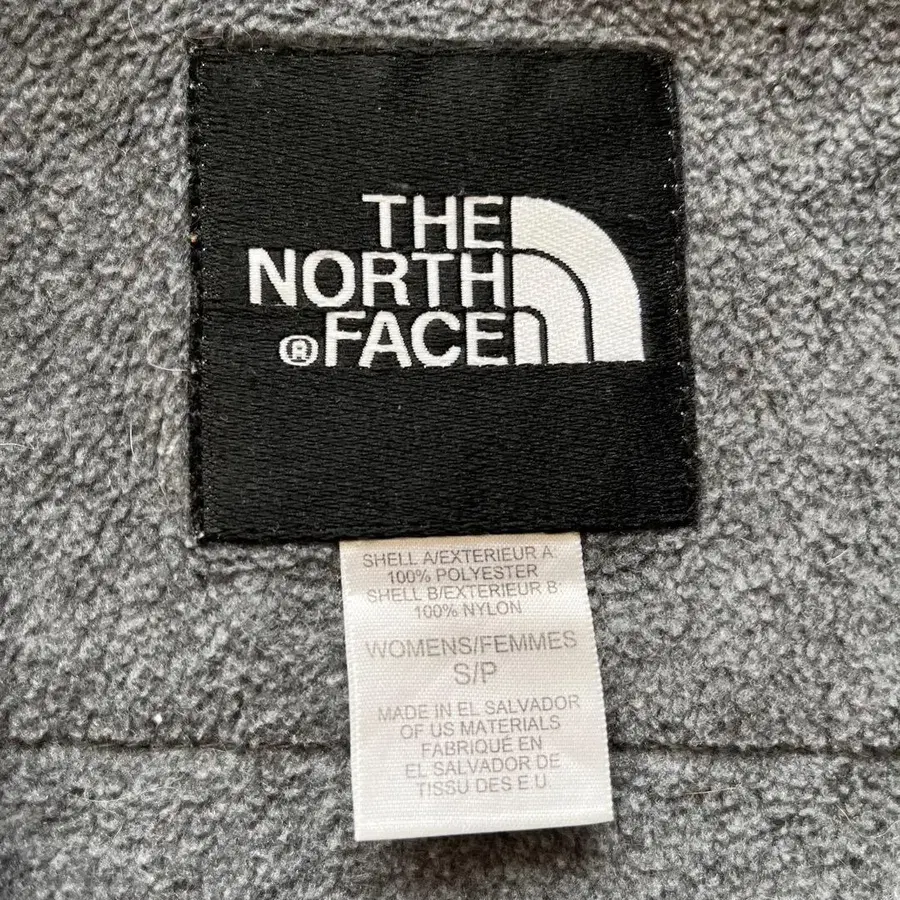 THE
NORTH
® FACE
SHELL A/EXTERIEUR A:
100% POLYESTER
SHELL B/EXTERIEUR B:
100% NYLON
WOMENS/FEMMES
S/P
MADE IN EL SALVADOR
OF US MATERIALS
FABRIQUÉ EN
EL SALVADOR DE
TISSU DES E.U.